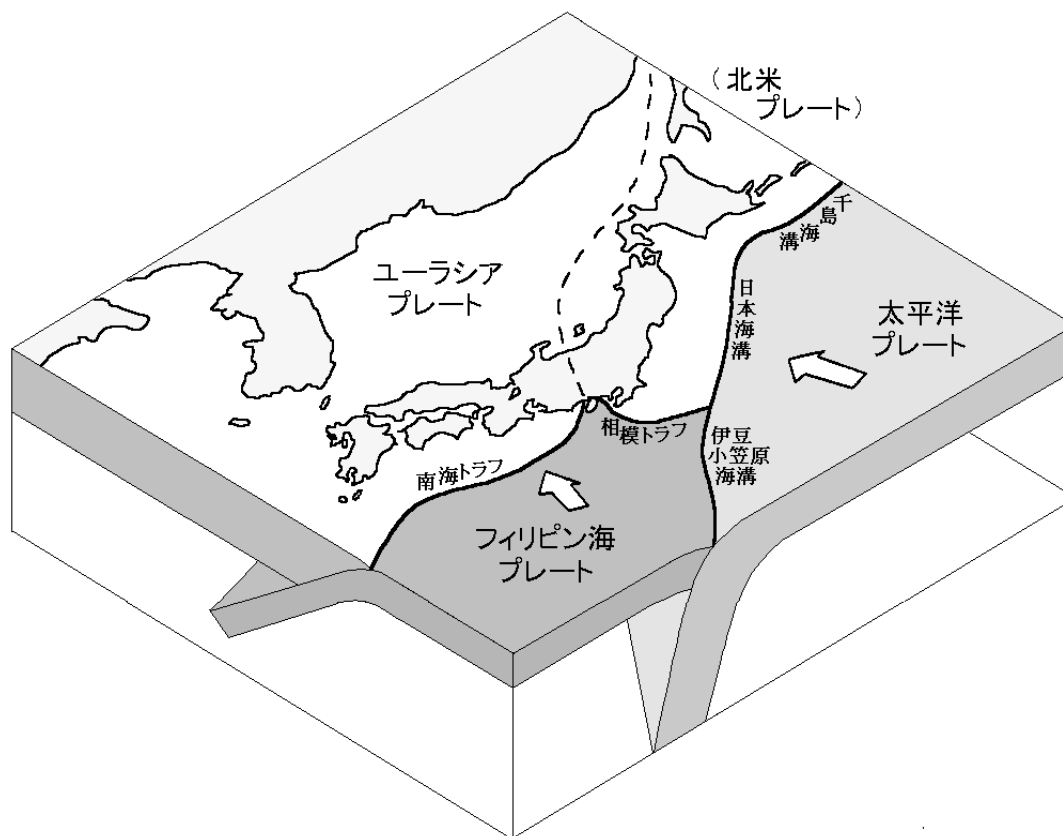 （北米
プレート）
千島海溝
ユーラシア
プレート
日本海溝
太平洋
プレート
相模トラフ
伊豆
小笠原
海溝
南海トラフ
フィリピン海
プレート